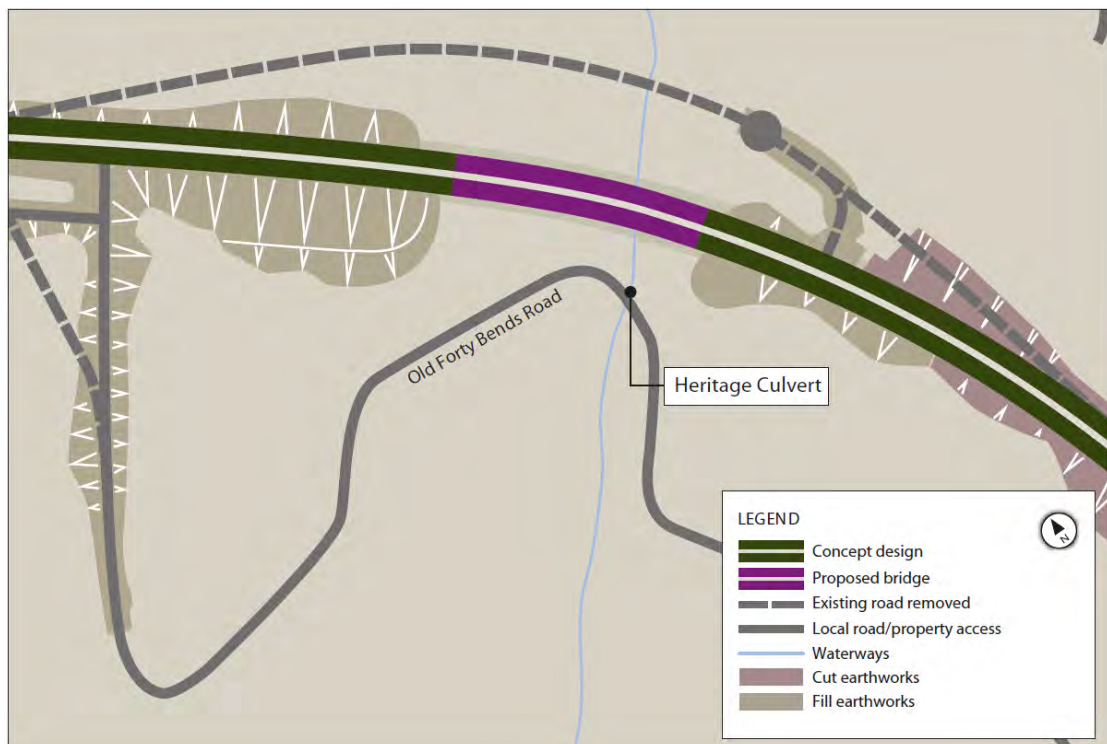 Old Forty Bends Road
Heritage Culvert
LEGEND
N
Concept design
Proposed bridge
Existing road removed
Local road/property access
Waterways
Cut earthworks
Fill earthworks